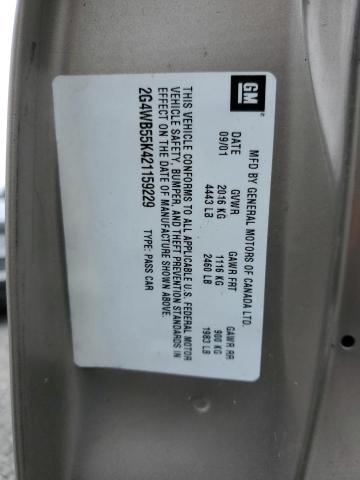 GM
MFD BY GENERAL MOTORS OF CANADA LTD.
DATE GVWR GAWR FRT GAWR RR
09/01 2016 KG 1116 KG 900 KG
4443 LB 2460 LB 1983 LB
THIS VEHICLE CONFORMS TO ALL APPLICABLE U.S. FEDERAL MOTOR
VEHICLE SAFETY, BUMPER, AND THEFT PREVENTION STANDARDS IN
EFFECT ON THE DATE OF MANUFACTURE SHOWN ABOVE.
2G4WB55K421159229 TYPE: PASS CAR